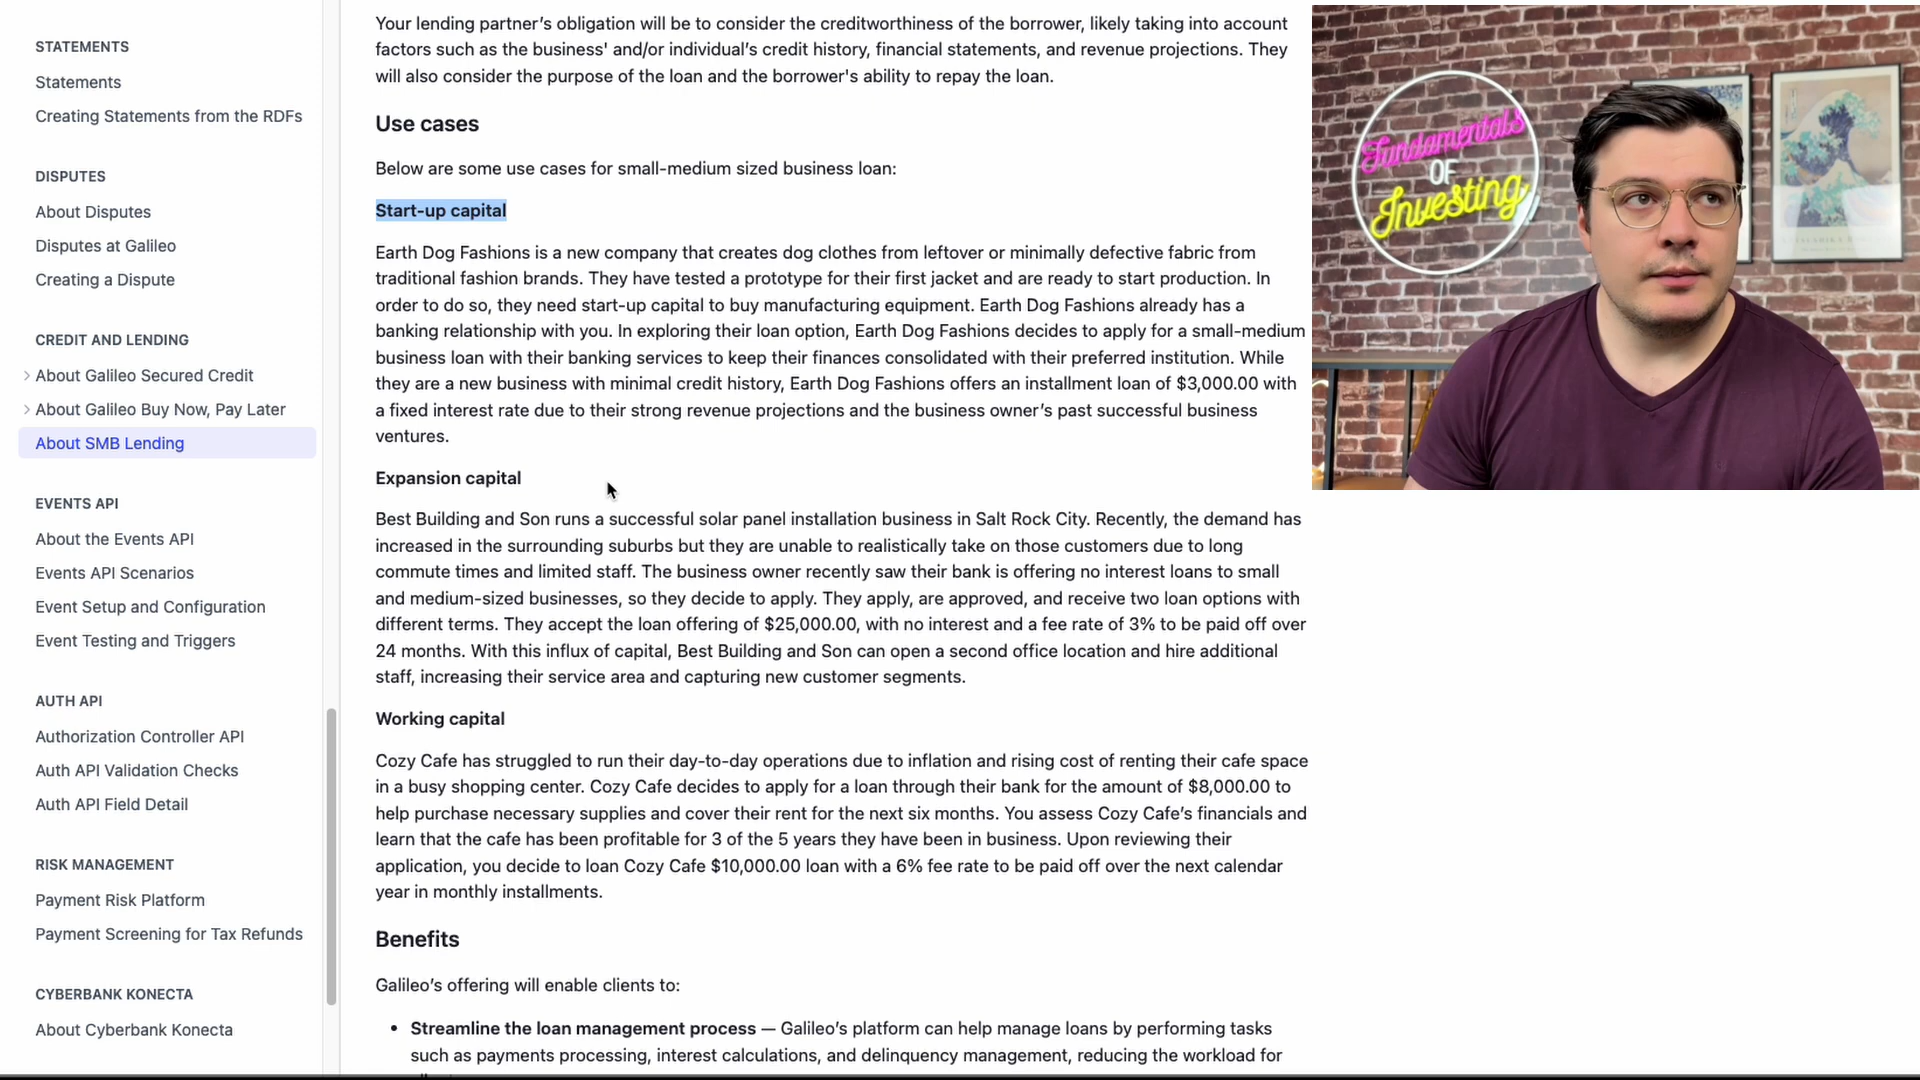 STATEMENTS
Statements
Creating Statements from the RDFs
DISPUTES
About Disputes
Disputes at Galileo
Creating a Dispute
CREDIT AND LENDING
About Galileo Secured Credit
About Galileo Buy Now, Pay Later
About SMB Lending
EVENTS API
About the Events API
Events API Scenarios
Event Setup and Configuration
Event Testing and Triggers
AUTH API
Authorization Controller API
Auth API Validation Checks
Auth API Field Detail
RISK MANAGEMENT
Payment Risk Platform
Payment Screening for Tax Refunds
CYBERBANK KONECTA
About Cyberbank Konecta
Your lending partner’s obligation will be to consider the creditworthiness of the borrower, likely taking into account
factors such as the business' and/or individual’s credit history, financial statements, and revenue projections. They
will also consider the purpose of the loan and the borrower's ability to repay the loan.
Use cases
Below are some use cases for small-medium sized business loan:
Start-up capital
Earth Dog Fashions is a new company that creates dog clothes from leftover or minimally defective fabric from
traditional fashion brands. They have tested a prototype for their first jacket and are ready to start production. In
order to do so, they need start-up capital to buy manufacturing equipment. Earth Dog Fashions already has a
banking relationship with you. In exploring their loan option, Earth Dog Fashions decides to apply for a small-medium
business loan with their banking services to keep their finances consolidated with their preferred institution. While
they are a new business with minimal credit history, Earth Dog Fashions offers an installment loan of $3,000.00 with
a fixed interest rate due to their strong revenue projections and the business owner’s past successful business
ventures.
Expansion capital
Best Building and Son runs a successful solar panel installation business in Salt Rock City. Recently, the demand has
increased in the surrounding suburbs but they are unable to realistically take on those customers due to long
commute times and limited staff. The business owner recently saw their bank is offering no interest loans to small
and medium-sized businesses, so they decide to apply. They apply, are approved, and receive two loan options with
different terms. They accept the loan offering of $25,000.00, with no interest and a fee rate of 3% to be paid off over
24 months. With this influx of capital, Best Building and Son can open a second office location and hire additional
staff, increasing their service area and capturing new customer segments.
Working capital
Cozy Cafe has struggled to run their day-to-day operations due to inflation and rising cost of renting their cafe space
in a busy shopping center. Cozy Cafe decides to apply for a loan through their bank for the amount of $8,000.00 to
help purchase necessary supplies and cover their rent for the next six months. You assess Cozy Cafe’s financials and
learn that the cafe has been profitable for 3 of the 5 years they have been in business. Upon reviewing their
application, you decide to loan Cozy Cafe $10,000.00 loan with a 6% fee rate to be paid off over the next calendar
year in monthly installments.
Benefits
Galileo’s offering will enable clients to:
• Streamline the loan management process — Galileo’s platform can help manage loans by performing tasks
such as payments processing, interest calculations, and delinquency management, reducing the workload for
Fundamentals
OF
Investing